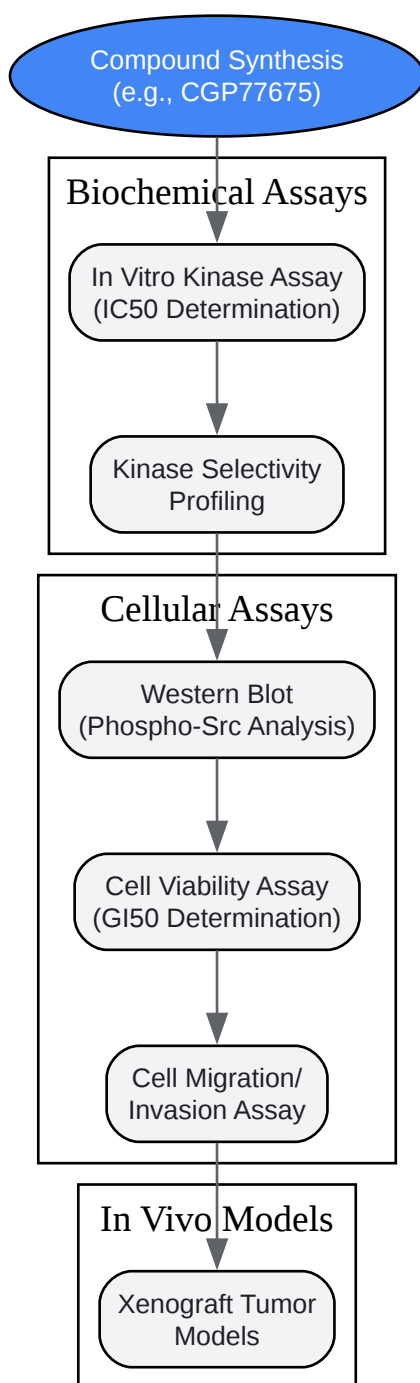 Compound Synthesis
(e.g., CGP77675)
Biochemical Assays
In Vitro Kinase Assay
(IC50 Determination)
Kinase Selectivity
Profiling
Cellular Assays
Western Blot
(Phospho-Src Analysis)
Cell Viability Assay
(GI50 Determination)
Cell Migration/
Invasion Assay
In Vivo Models
Xenograft Tumor
Models